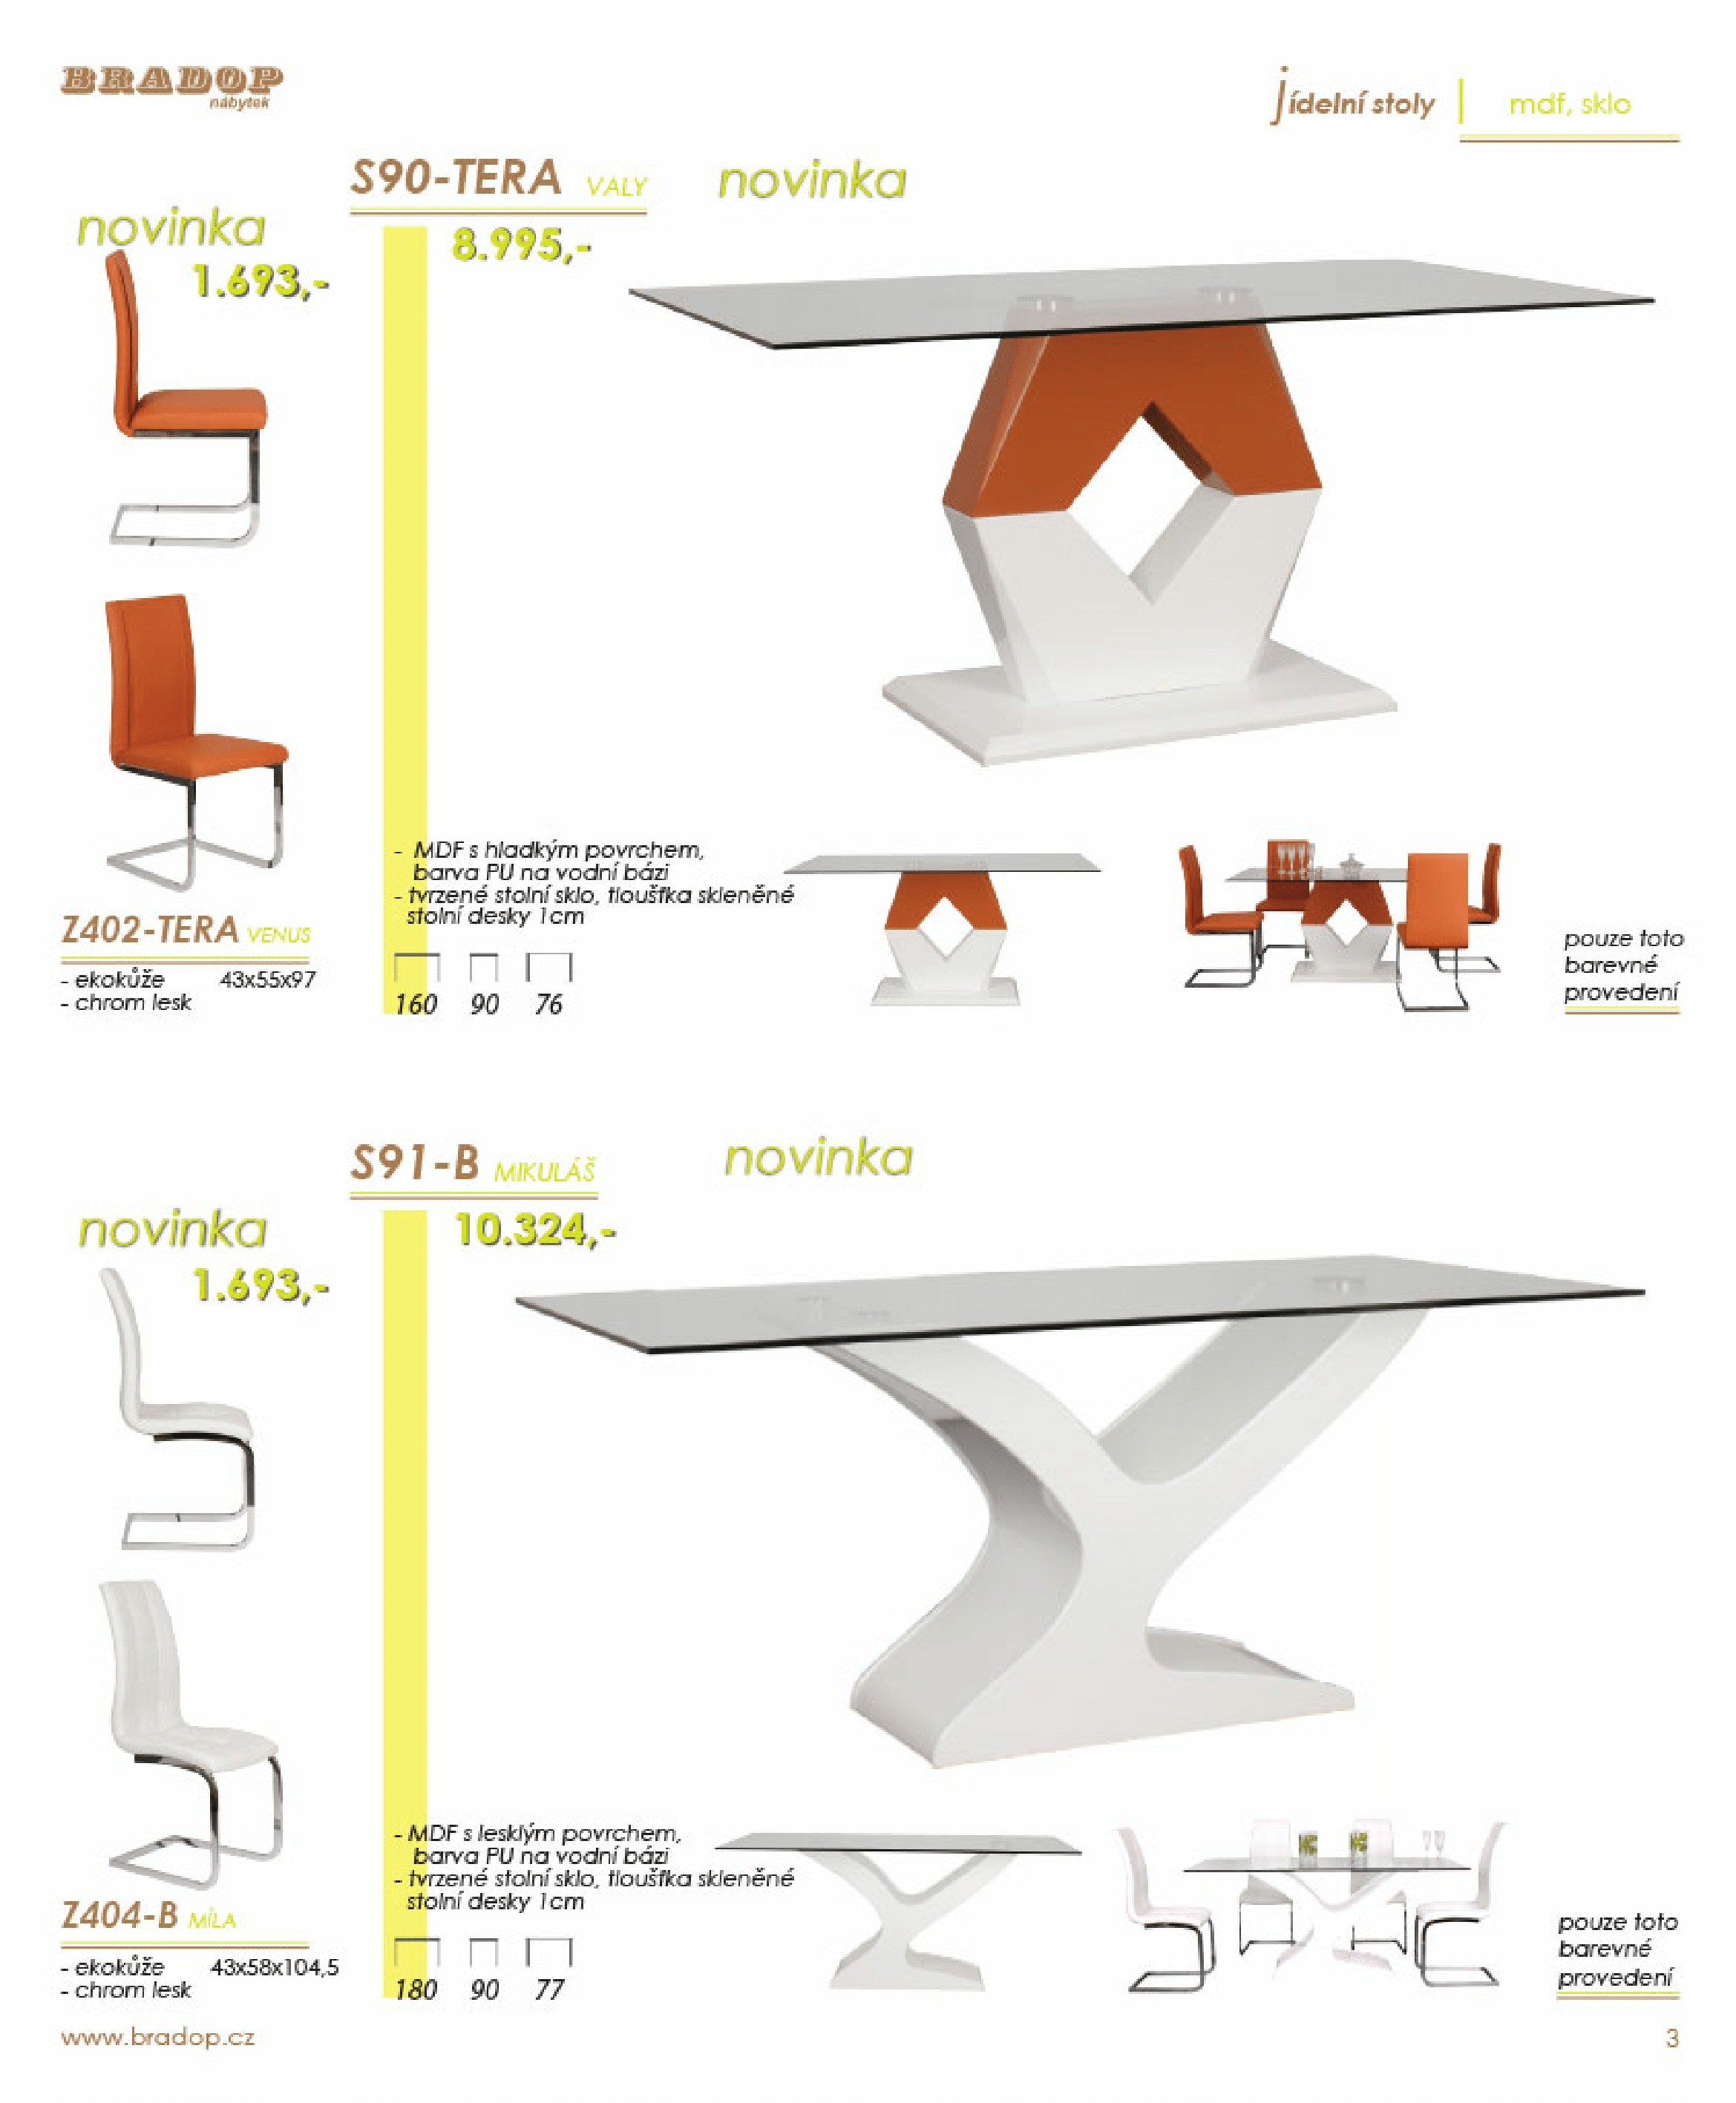 BRADOP
nábytek
jídelní stoly
mdf, sklo
S90-TERA VALY
novinka
novinka
8.995,-
1.693,-
- MDF s hladkým povrchem,
barva PU na vodní bázi
- tvrzené stolní sklo, tloušťka skleněné
stolní desky 1cm
Z402-TERA VENUS
- ekokůže 43x55x97
- chrom lesk
160 90 76
pouze toto
barevné
provedení
S91-B MIKULÁŠ
novinka
novinka
10.324,-
1.693,-
- MDF s lesklým povrchem,
barva PU na vodní bázi
- tvrzené stolní sklo, tloušťka skleněné
stolní desky 1cm
Z404-B MÍLA
- ekokůže 43x58x104,5
- chrom lesk
180 90 77
pouze toto
barevné
provedení
www.bradop.cz
3